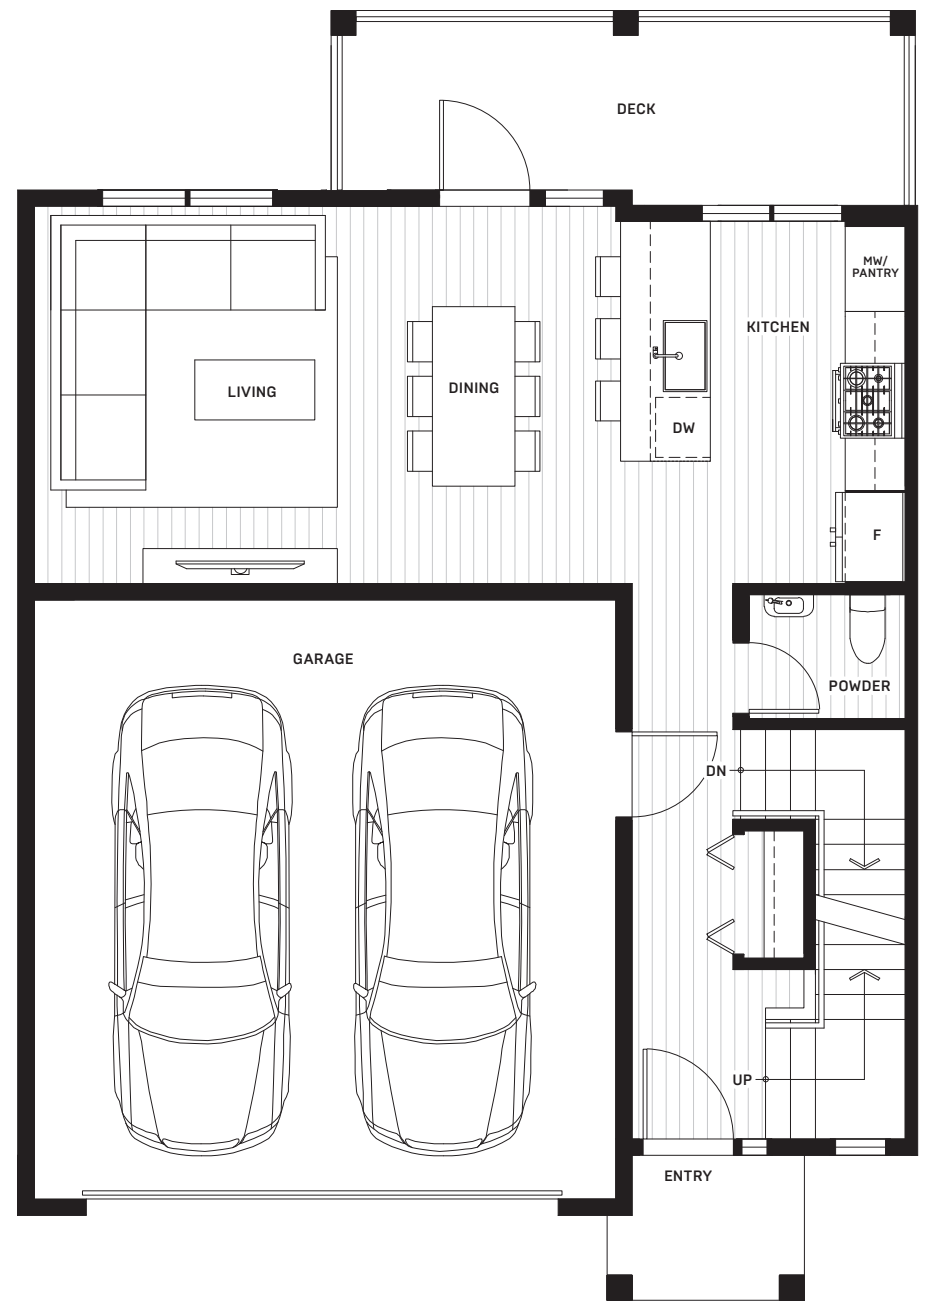 DECK
MW/
PANTRY
KITCHEN
LIVING
DINING
DW
F
GARAGE
POWDER
DN
UP
ENTRY